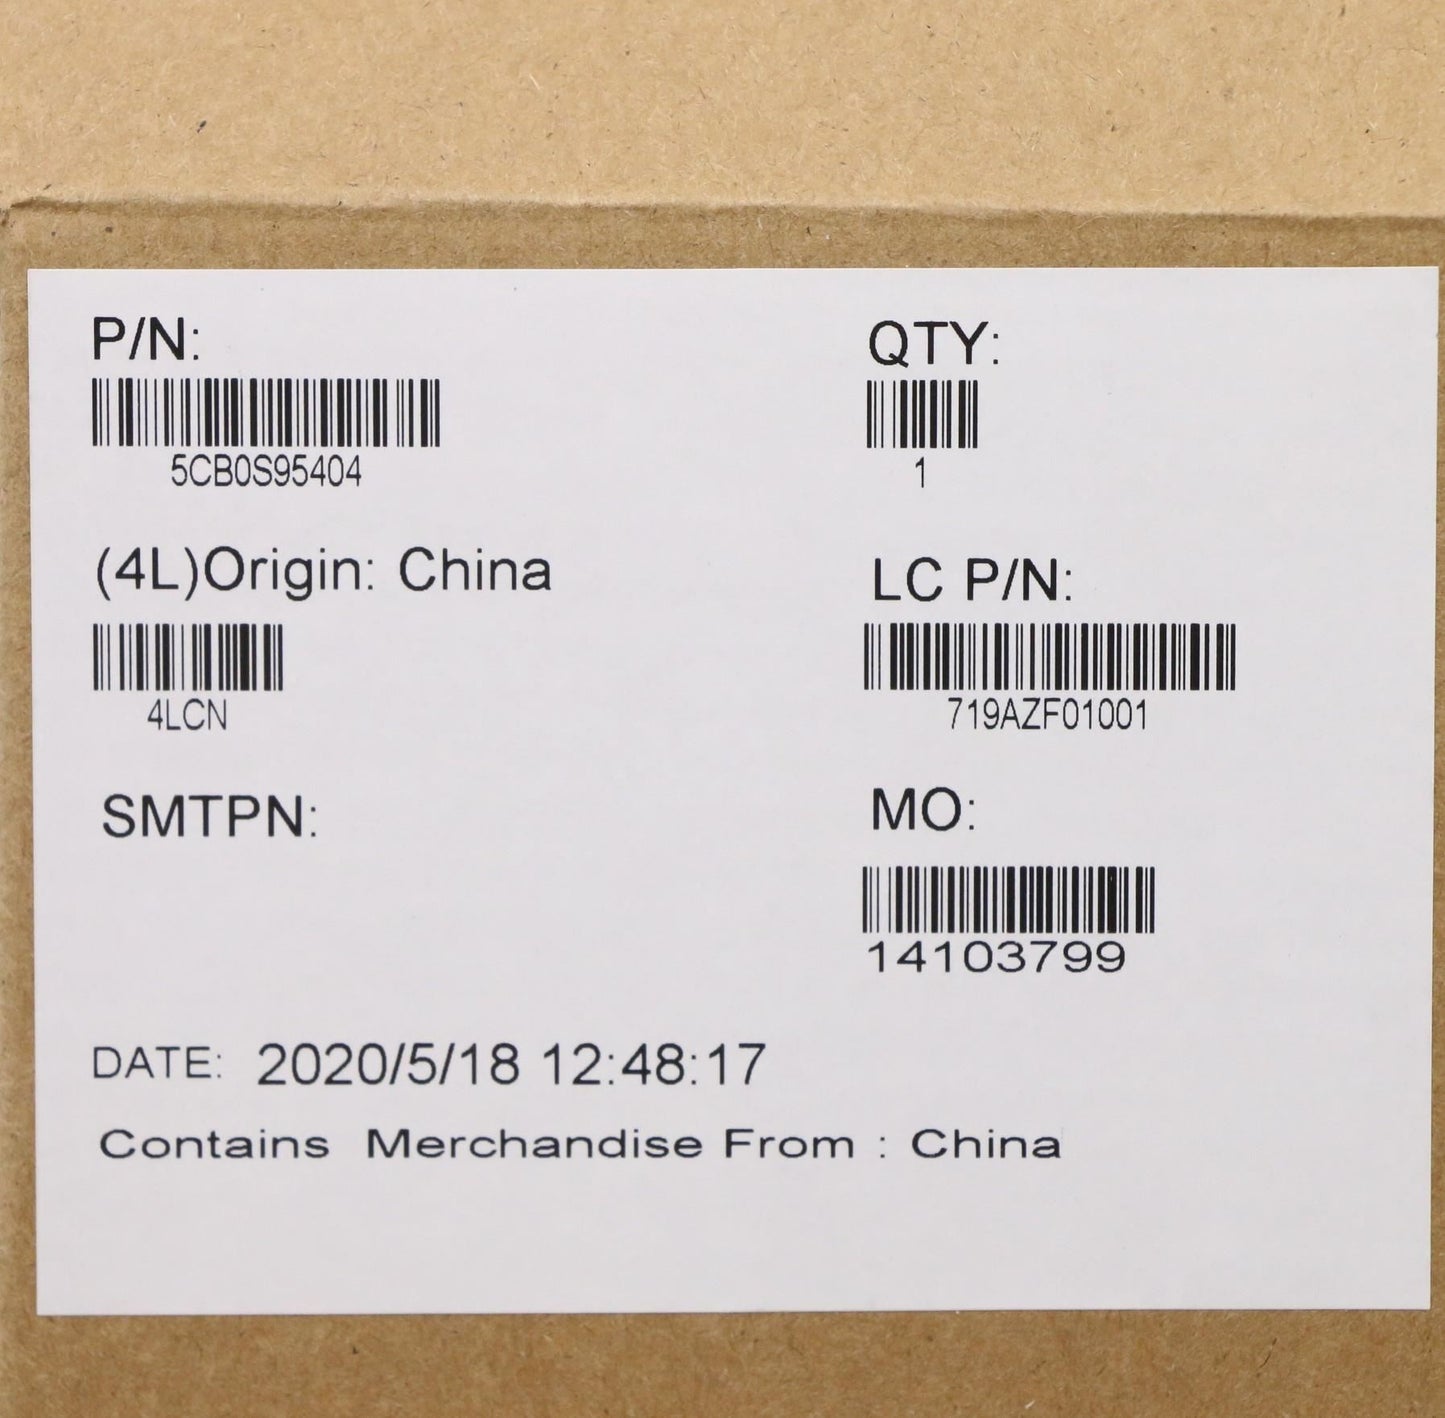 P/N:
5CB0S95404
QTY:
1
(4L)Origin: China
4LCN
LC P/N:
719AZF01001
SMTPN:
MO:
14103799
DATE: 2020/5/18 12:48:17
Contains Merchandise From : China